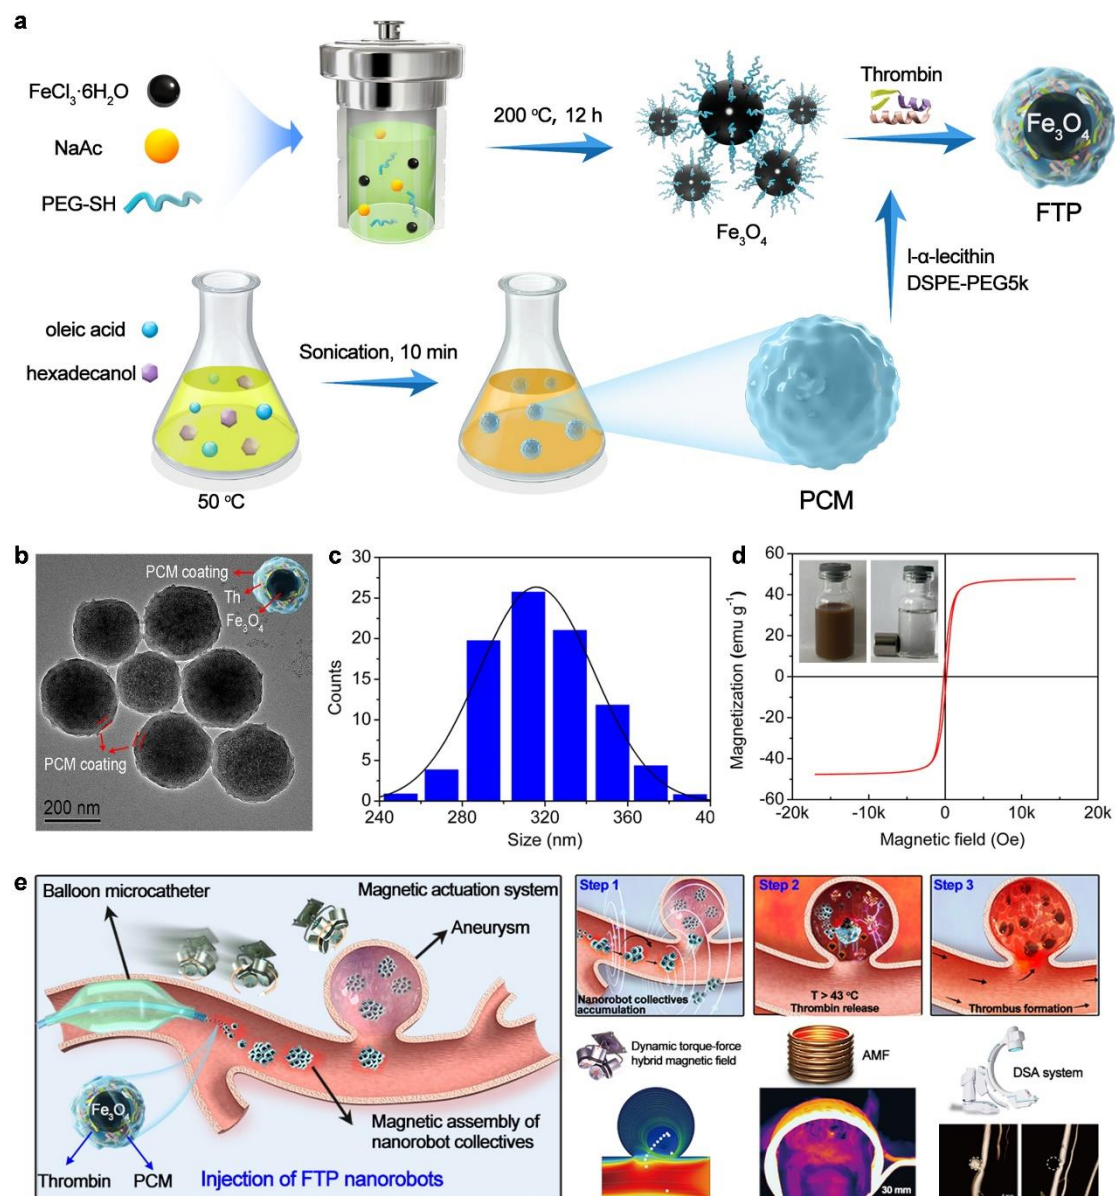 a
FeCl3·6H2O
NaAc
PEG-SH
200 °C, 12 h
Fe3O4
Thrombin
Fe3O4
FTP
l-α-lecithin
DSPE-PEG5k
oleic acid
hexadecanol
50 °C
Sonication, 10 min
PCM
b
PCM coating
Th
Fe3O4
PCM coating
200 nm
c
30
25
20
15
10
5
0
Counts
240 280 320 360 40
Size (nm)
d
60
40
20
0
-20
-40
-60
Magnetization (emu g-1)
-20k -10k 0 10k 20k
Magnetic field (Oe)
e
Balloon microcatheter
Magnetic actuation system
Aneurysm
Fe3O4
Thrombin PCM
Magnetic assembly of
nanorobot collectives
Injection of FTP nanorobots
Step 1
Nanorobot collectives
accumulation
Dynamic torque-force
hybrid magnetic field
Step 2
T > 43 °C
Thrombin release
AMF
30 mm
Step 3
Thrombus formation
DSA system